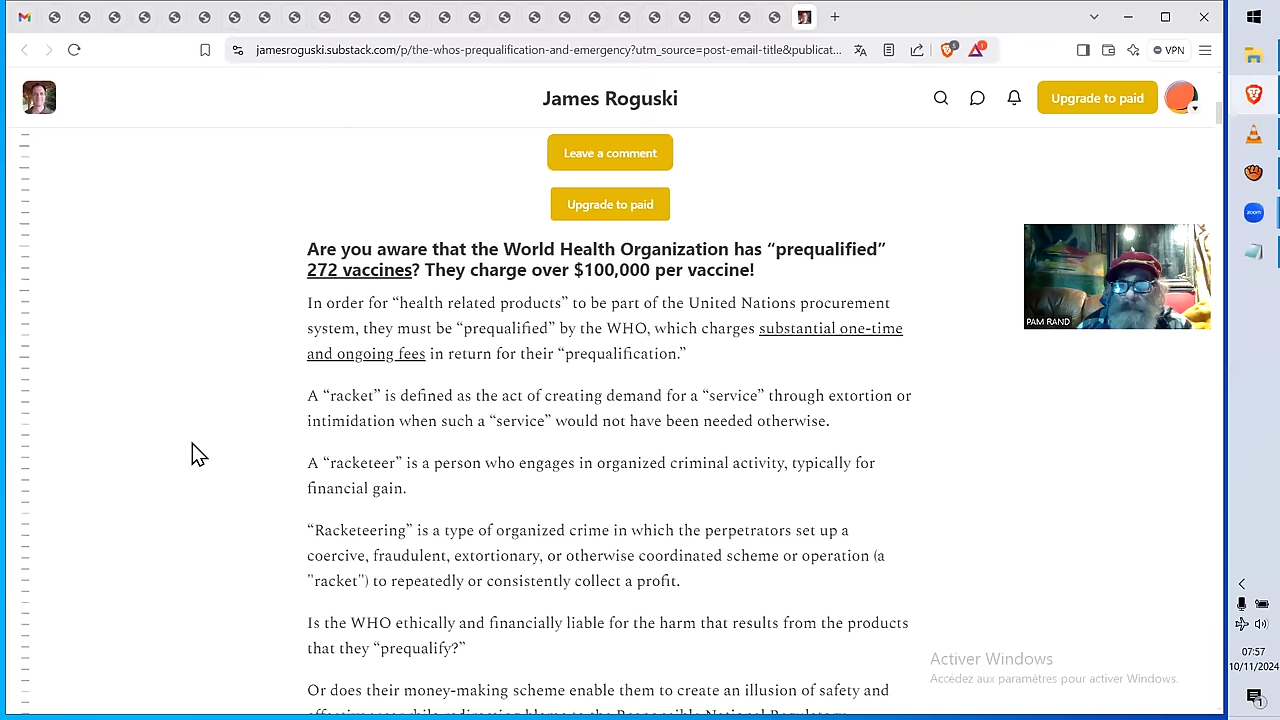 jamesroguski.substack.com/p/the-whos-prequalification-and-emergency?utm_source=post-email-title&publicat...
5
1
VPN
James Roguski
Upgrade to paid
Leave a comment
Upgrade to paid
Are you aware that the World Health Organization has “prequalified”
272 vaccines? They charge over $100,000 per vaccine!
In order for “health related products” to be part of the United Nations procurement
system, they must be “prequalified” by the WHO, which charges substantial one-time
and ongoing fees in return for their “prequalification.”
A “racket” is defined as the act of creating demand for a “service” through extortion or
intimidation when such a “service” would not have been needed otherwise.
A “racketeer” is a person who engages in organized criminal activity, typically for
financial gain.
“Racketeering” is a type of organized crime in which the perpetrators set up a
coercive, fraudulent, extortionary, or otherwise coordinated scheme or operation (a
"racket") to repeatedly or consistently collect a profit.
Is the WHO ethically and financially liable for the harm that results from the products
that they “prequalify?”
Or does their money-making scheme enable them to create an illusion of safety and
PAM RAND
zoom
Activer Windows
Accédez aux paramètres pour activer Windows.
07:57
10/11/2024